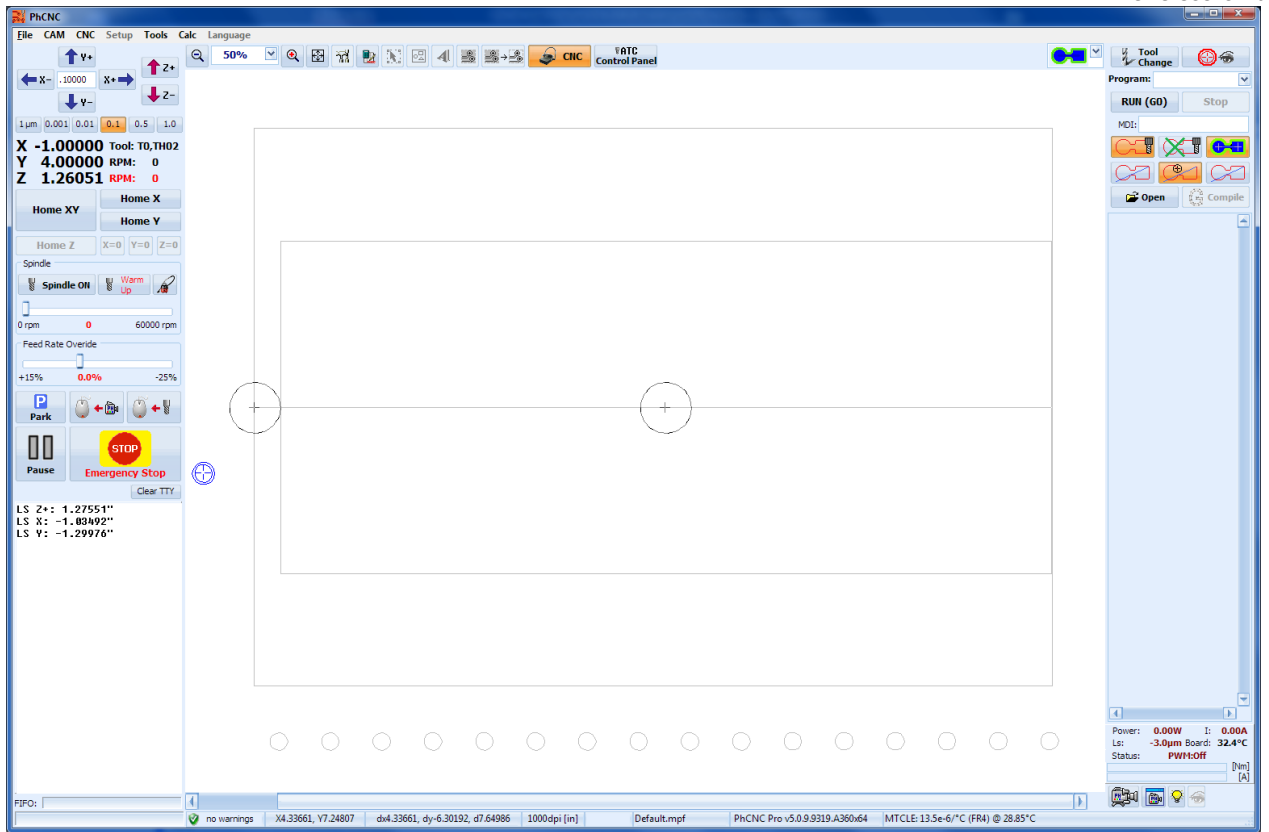 PhCNC
File CAM CNC Setup Tools Calc Language
Y+
Z+
X- .10000 X+
Y-
Z-
1µm 0.001 0.01 0.1 0.5 1.0
50%
CNC
ATC
Control Panel
Tool
Change
Program:
RUN (G0) Stop
MDI:
Open Compile
X -1.00000 Tool: T0,TH02
Y 4.00000 RPM: 0
Z 1.26051 RPM: 0
Home XY
Home X
Home Y
Home Z X=0 Y=0 Z=0
Spindle
Spindle ON Warm Up
0 rpm 0 60000 rpm
Feed Rate Overide
+15% 0.0% -25%
P
Park
Pause
STOP
Emergency Stop
Clear TTY
LS Z+: 1.27551"
LS X: -1.03492"
LS Y: -1.29976"
FIFO:
Power: 0.00W I: 0.00A
Ls: -3.0µm Board: 32.4°C
Status: PWM:Off
[Nm]
[A]
no warnings X4.33661, Y7.24807 dx4.33661, dy-6.30192, d7.64986 1000dpi [in] Default.mpf PhCNC Pro v5.0.9.9319.A360x64 MTCLE: 13.5e-6/°C (FR4) @ 28.85°C